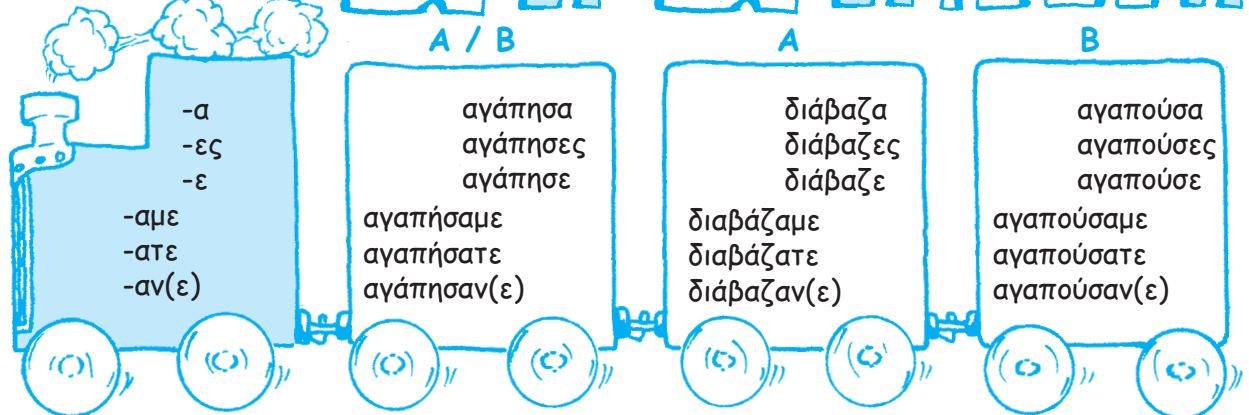 A / B
A
B
-α
-ες
-ε
-αμε
-ατε
-αν(ε)
αγάπησα
αγάπησες
αγάπησε
αγαπήσαμε
αγαπήσατε
αγάπησαν(ε)
διάβαζα
διάβαζες
διάβαζε
διαβάζαμε
διαβάζατε
διάβαζαν(ε)
αγαπούσα
αγαπούσες
αγαπούσε
αγαπούσαμε
αγαπούσατε
αγαπούσαν(ε)